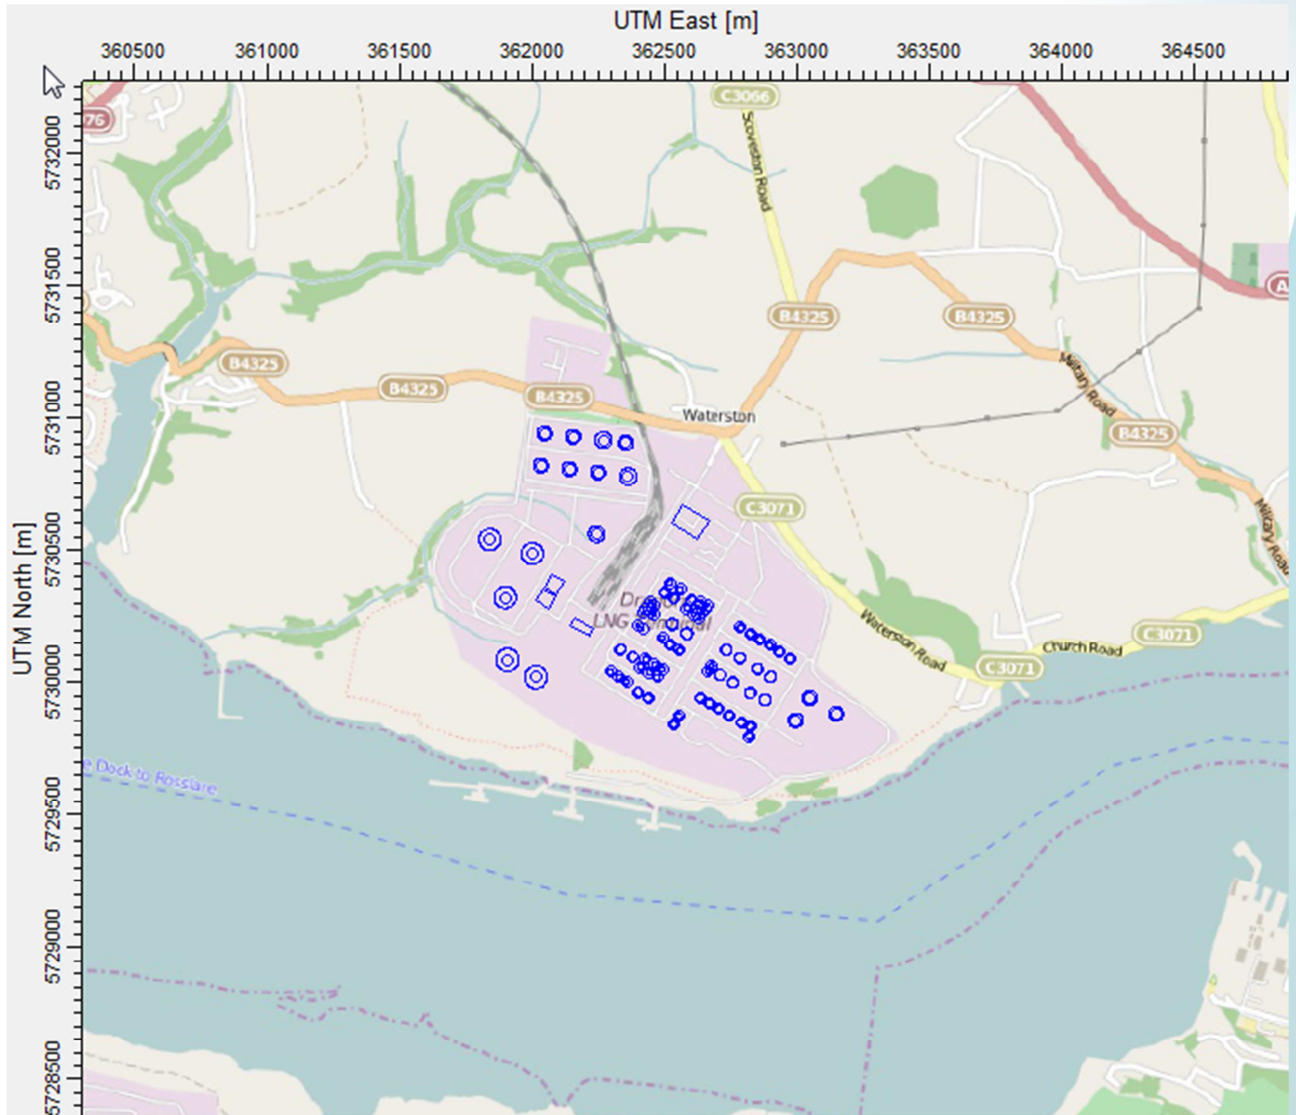 UTM East [m]
360500 361000 361500 362000 362500 363000 363500 364000 364500
UTM North [m]
5732000
5731500
5731000
5730500
5730000
5729500
5729000
5728500
C3066
76
Scoveston Road
A
B4325
B4325
B4325
B4325
B4325
Military Road
Waterston
B4325
C3071
Military Road
LNG Terminal
Waterston Road
Church Road
C3071
C3071
e Dock to Rosslare